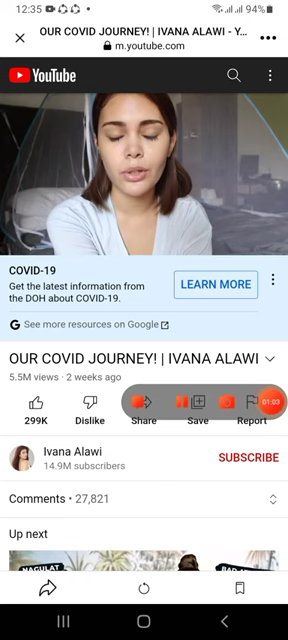 12:35
94%
OUR COVID JOURNEY! | IVANA ALAWI - Y...
m.youtube.com
YouTube
COVID-19
Get the latest information from
the DOH about COVID-19.
LEARN MORE
See more resources on Google
OUR COVID JOURNEY! | IVANA ALAWI
5.5M views · 2 weeks ago
01:03
299K Dislike Share Save Report
Ivana Alawi
14.9M subscribers
SUBSCRIBE
Comments • 27,821
Up next
NAGULAT